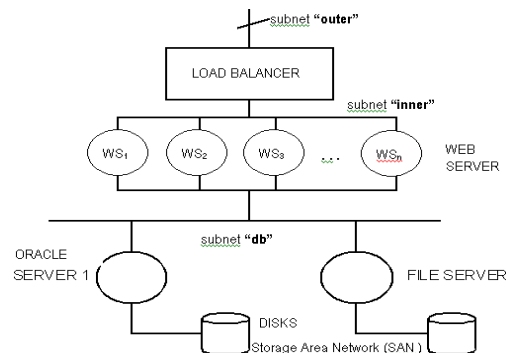 subnet “outer”
LOAD BALANCER
subnet “inner”
WS₁ WS₂ WS₃ ... WSₙ
WEB
SERVER
subnet “db”
ORACLE
SERVER 1
FILE SERVER
DISKS
Storage Area Network (SAN )